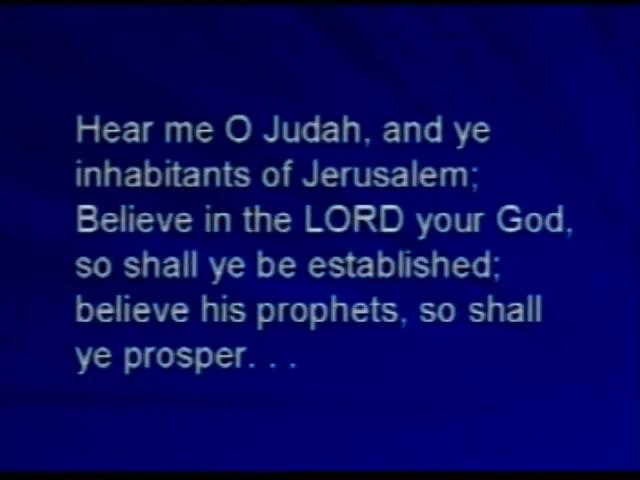 Hear me O Judah, and ye
inhabitants of Jerusalem;
Believe in the LORD your God,
so shall ye be established;
believe his prophets, so shall
ye prosper. . .